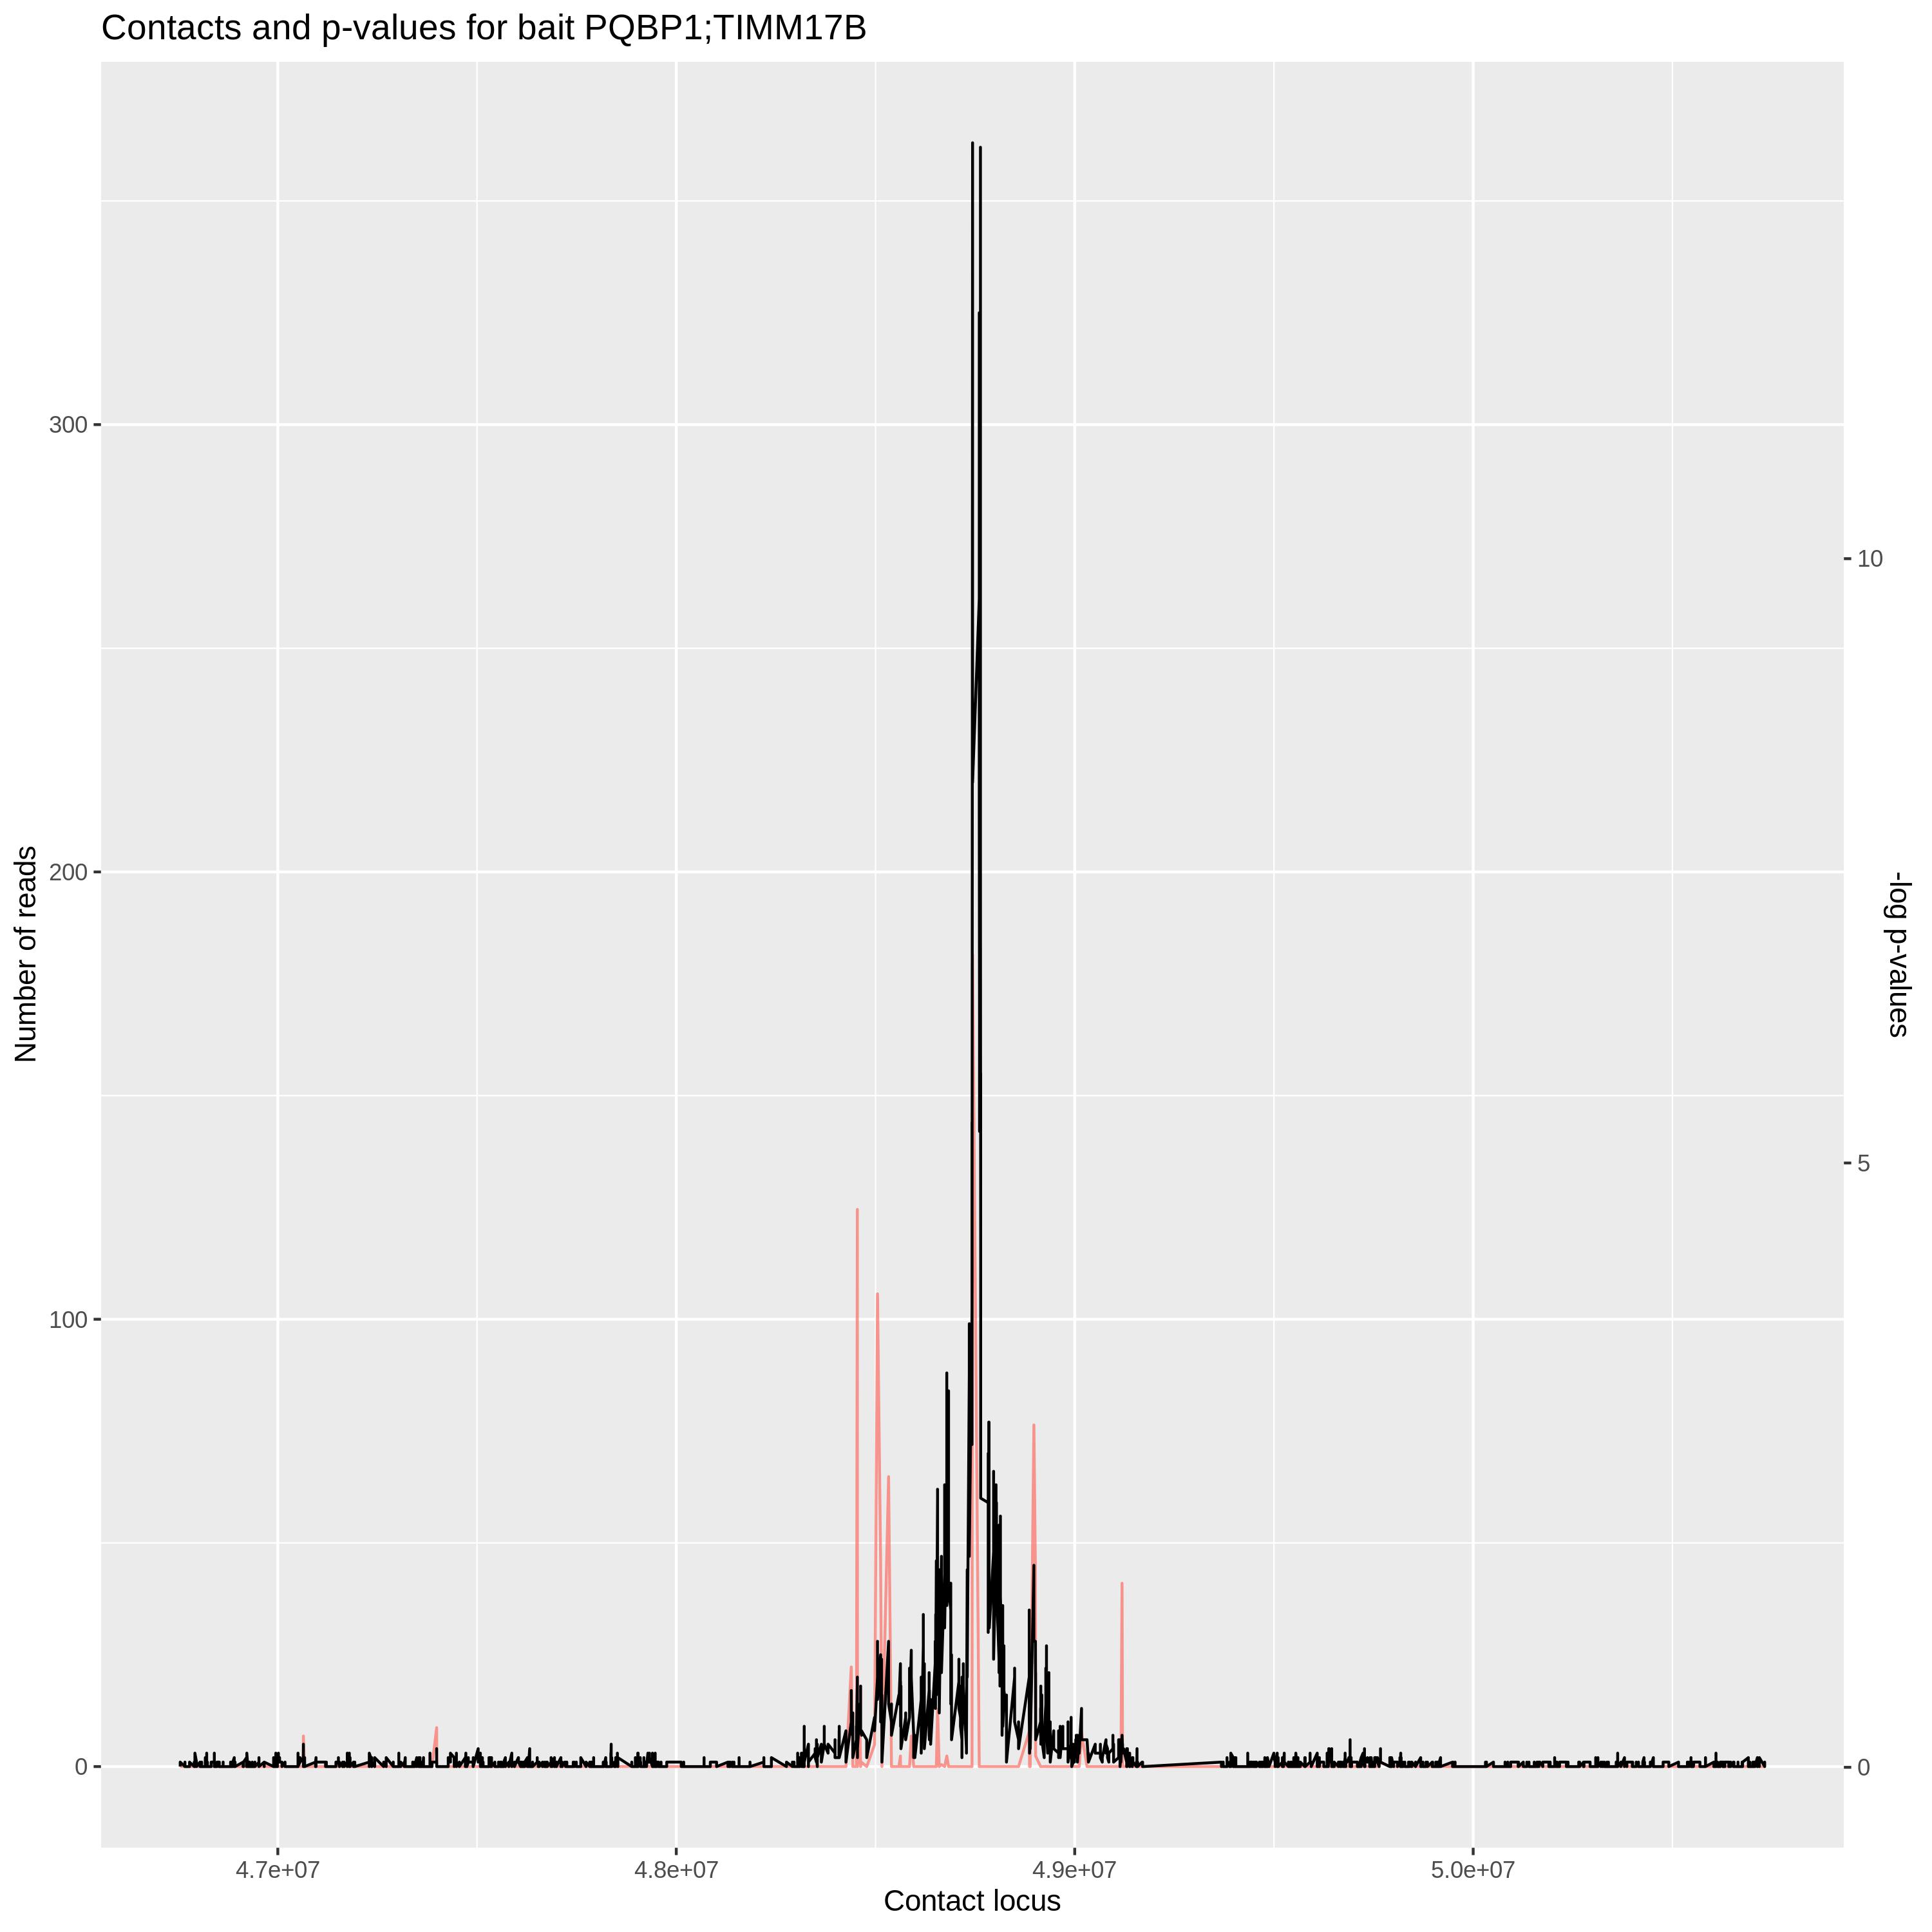 Contacts and p-values for bait PQBP1;TIMM17B
Number of reads
300
200
100
0
10
5
0
-log p-values
4.7e+07 4.8e+07 4.9e+07 5.0e+07
Contact locus